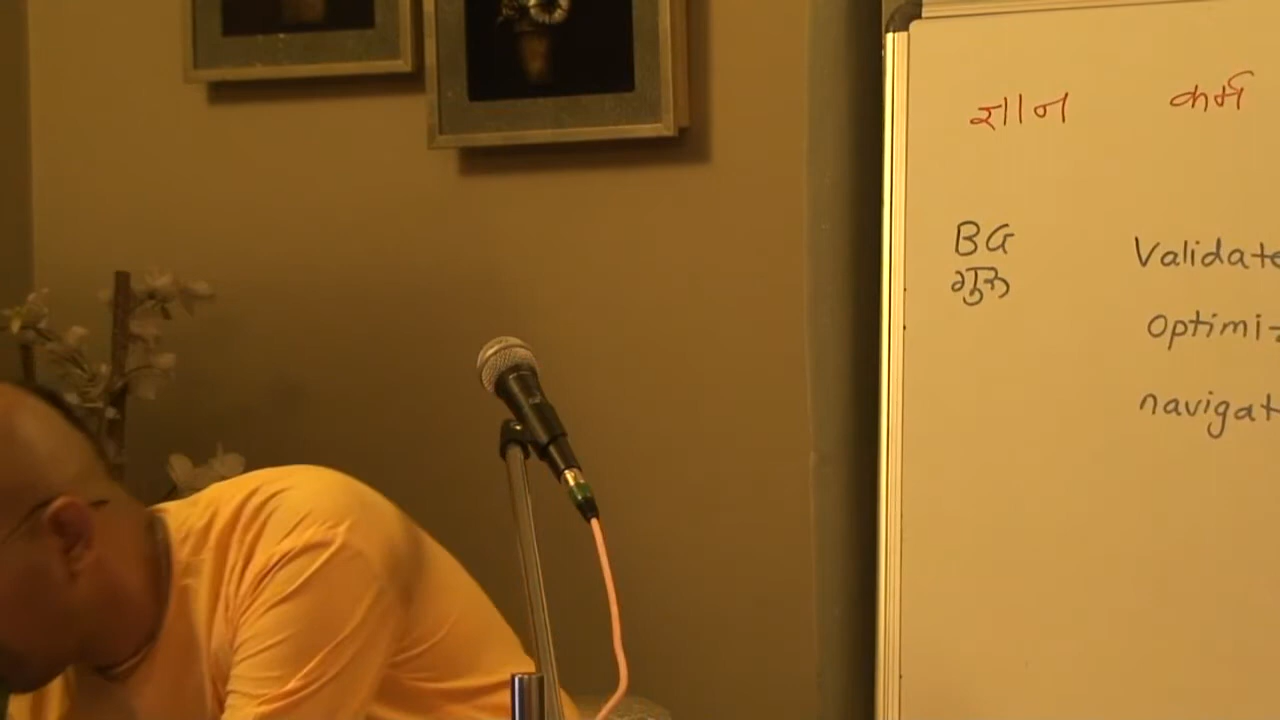 ज्ञान कर्म
BG Validate
गुरु
optimi
navigat